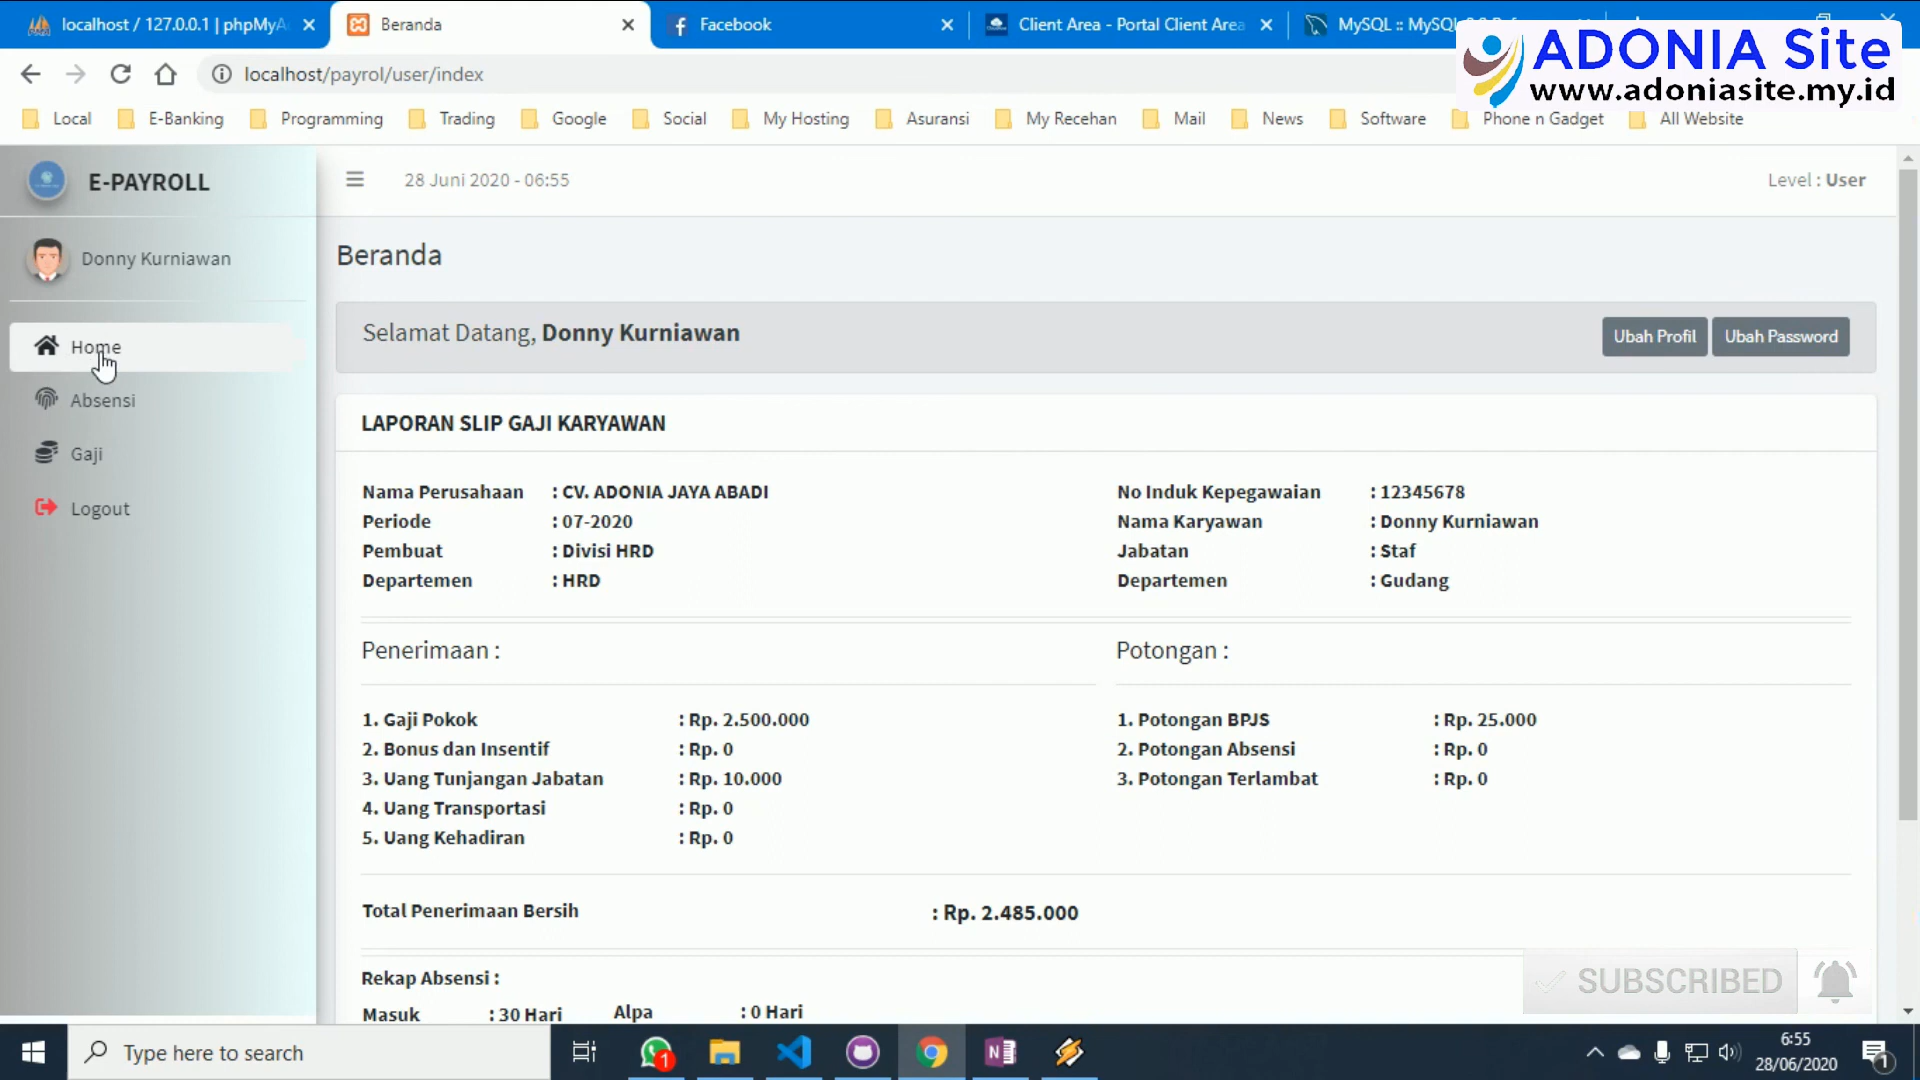 localhost / 127.0.0.1 | phpMyA
Beranda
Facebook
Client Area - Portal Client Area
MySQL :: MySQL
ADONIA Site
www.adoniasite.my.id
localhost/payrol/user/index
Local E-Banking Programming Trading Google Social My Hosting Asuransi My Recehan Mail News Software Phone n Gadget All Website
E-PAYROLL
28 Juni 2020 - 06:55
Level : User
Donny Kurniawan
Beranda
Selamat Datang, Donny Kurniawan
Ubah Profil
Ubah Password
Home
Absensi
Gaji
Logout
LAPORAN SLIP GAJI KARYAWAN
Nama Perusahaan : CV. ADONIA JAYA ABADI
Periode : 07-2020
Pembuat : Divisi HRD
Departemen : HRD
No Induk Kepegawaian : 12345678
Nama Karyawan : Donny Kurniawan
Jabatan : Staf
Departemen : Gudang
Penerimaan :
1. Gaji Pokok : Rp. 2.500.000
2. Bonus dan Insentif : Rp. 0
3. Uang Tunjangan Jabatan : Rp. 10.000
4. Uang Transportasi : Rp. 0
5. Uang Kehadiran : Rp. 0
Potongan :
1. Potongan BPJS : Rp. 25.000
2. Potongan Absensi : Rp. 0
3. Potongan Terlambat : Rp. 0
Total Penerimaan Bersih : Rp. 2.485.000
Rekap Absensi :
Masuk : 30 Hari Alpa : 0 Hari
SUBSCRIBED
Type here to search
1
6:55
28/06/2020
1